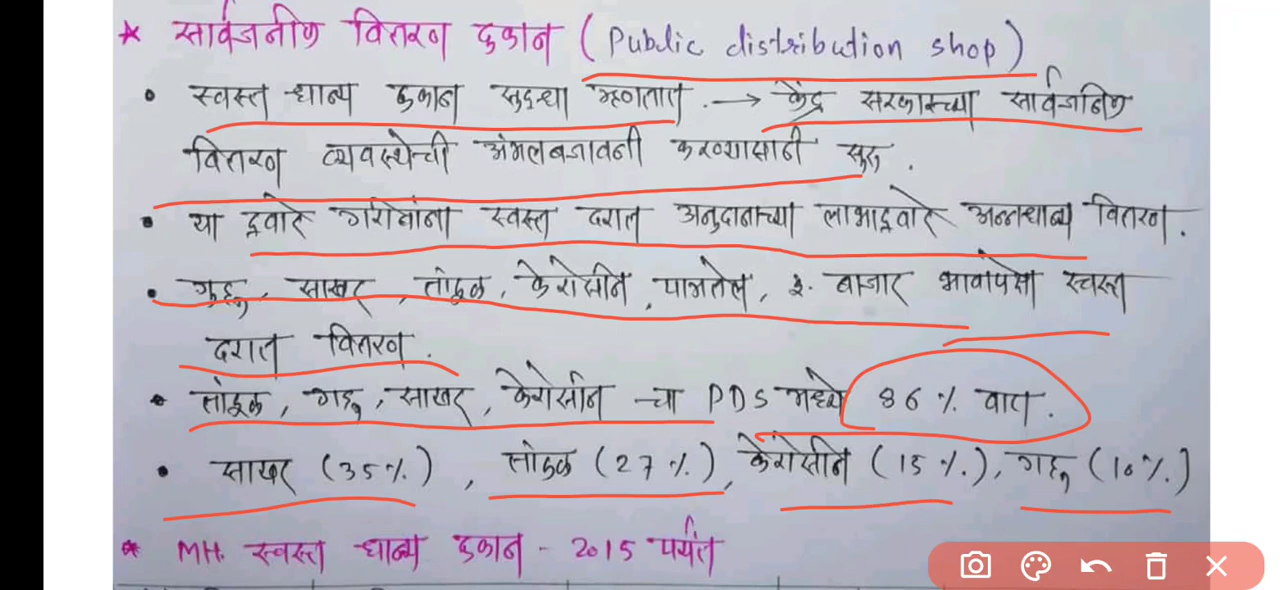 * सार्वजनीक वितरण दुकान (Public distribution shop)
• स्वस्त धान्य दुकान सुद्धा म्हणतात. → केंद्र सरकारच्या सार्वजनिक
वितरण व्यवस्थेची अंमलबजावनी करण्यासाठी सुरु.
• या द्वारे गरीबांना स्वस्त दरात अनुदानाच्या लाभाद्वारे अन्नधान्य वितरण.
• गहू, साखर, तांदूळ, केरोसीन, पामतेल, इ. बाजार भावापेक्षा स्वस्त
दरात वितरण.
• तांदूळ, गहू, साखर, केरोसीन चा PDS मध्ये 86% वाटा.
• साखर (35%), तांदूळ (27%), केरोसीन (15%), गहू (10%)
* MH. स्वस्त धान्य दुकान - 2015 पर्यंत